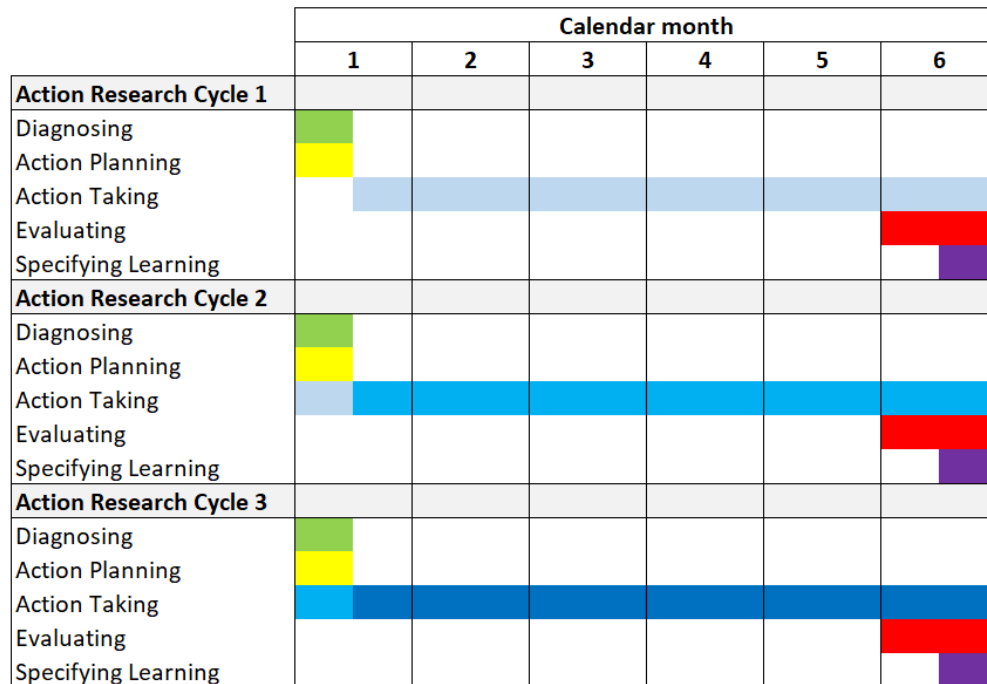 Calendar month
1 2 3 4 5 6
Action Research Cycle 1
Diagnosing
Action Planning
Action Taking
Evaluating
Specifying Learning
Action Research Cycle 2
Diagnosing
Action Planning
Action Taking
Evaluating
Specifying Learning
Action Research Cycle 3
Diagnosing
Action Planning
Action Taking
Evaluating
Specifying Learning